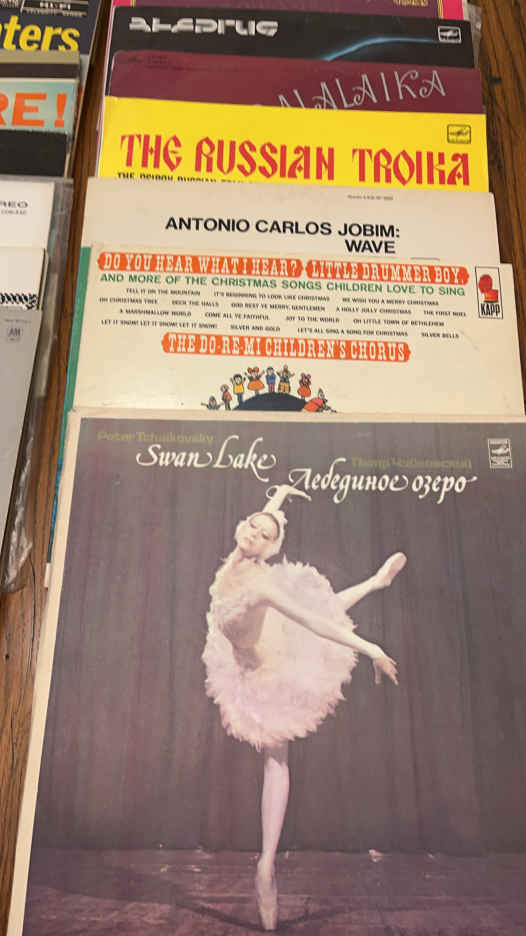 HI-FI
ters
RE!
REO
THE RUSSIAN TROIKA
ALALAIKA
ANTONIO CARLOS JOBIM:
WAVE
DO YOU HEAR WHAT I HEAR? LITTLE DRUMMER BOY
AND MORE OF THE CHRISTMAS SONGS CHILDREN LOVE TO SING
TELL IT ON THE MOUNTAIN IT'S BEGINNING TO LOOK LIKE CHRISTMAS WE WISH YOU A MERRY CHRISTMAS
OH CHRISTMAS TREE DECK THE HALLS GOD REST YE MERRY, GENTLEMEN A HOLLY JOLLY CHRISTMAS THE FIRST NOEL
A MARSHMALLOW WORLD COME ALL YE FAITHFUL JOY TO THE WORLD OH LITTLE TOWN OF BETHLEHEM
LET IT SNOW! LET IT SNOW! LET IT SNOW! SILVER AND GOLD LET'S ALL SING A SONG FOR CHRISTMAS SILVER BELLS
KAPP
THE DO-RE-MI CHILDREN'S CHORUS
A&M
Peter Tchaikovsky
Swan Lake
Лебединое озеро